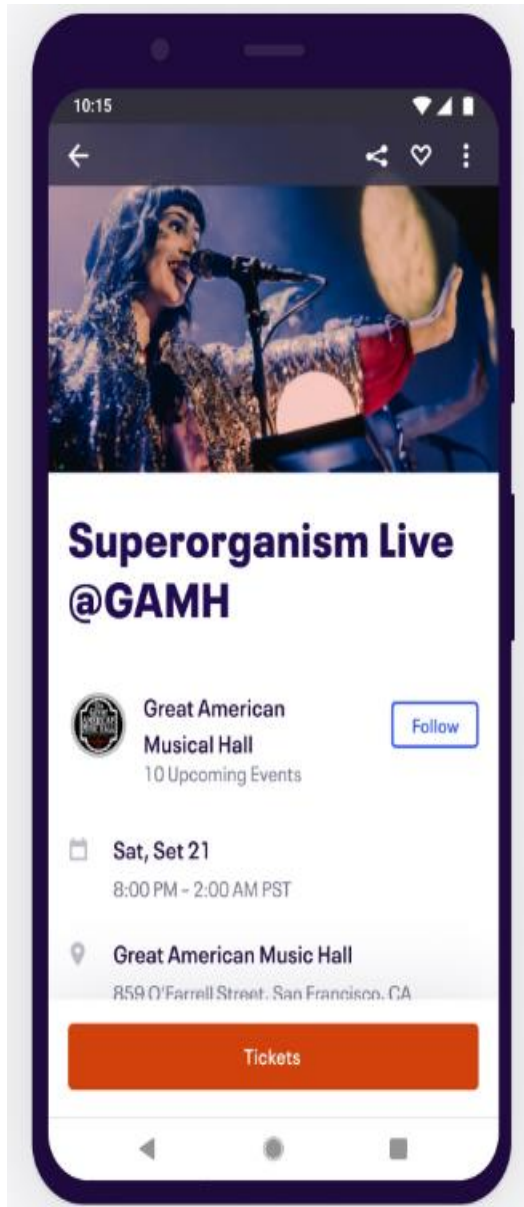 10:15
Superorganism Live
@GAMH
Great American
Musical Hall
10 Upcoming Events
Follow
Sat, Set 21
8:00 PM – 2:00 AM PST
Great American Music Hall
859 O'Farrell Street, San Francisco, CA
Tickets